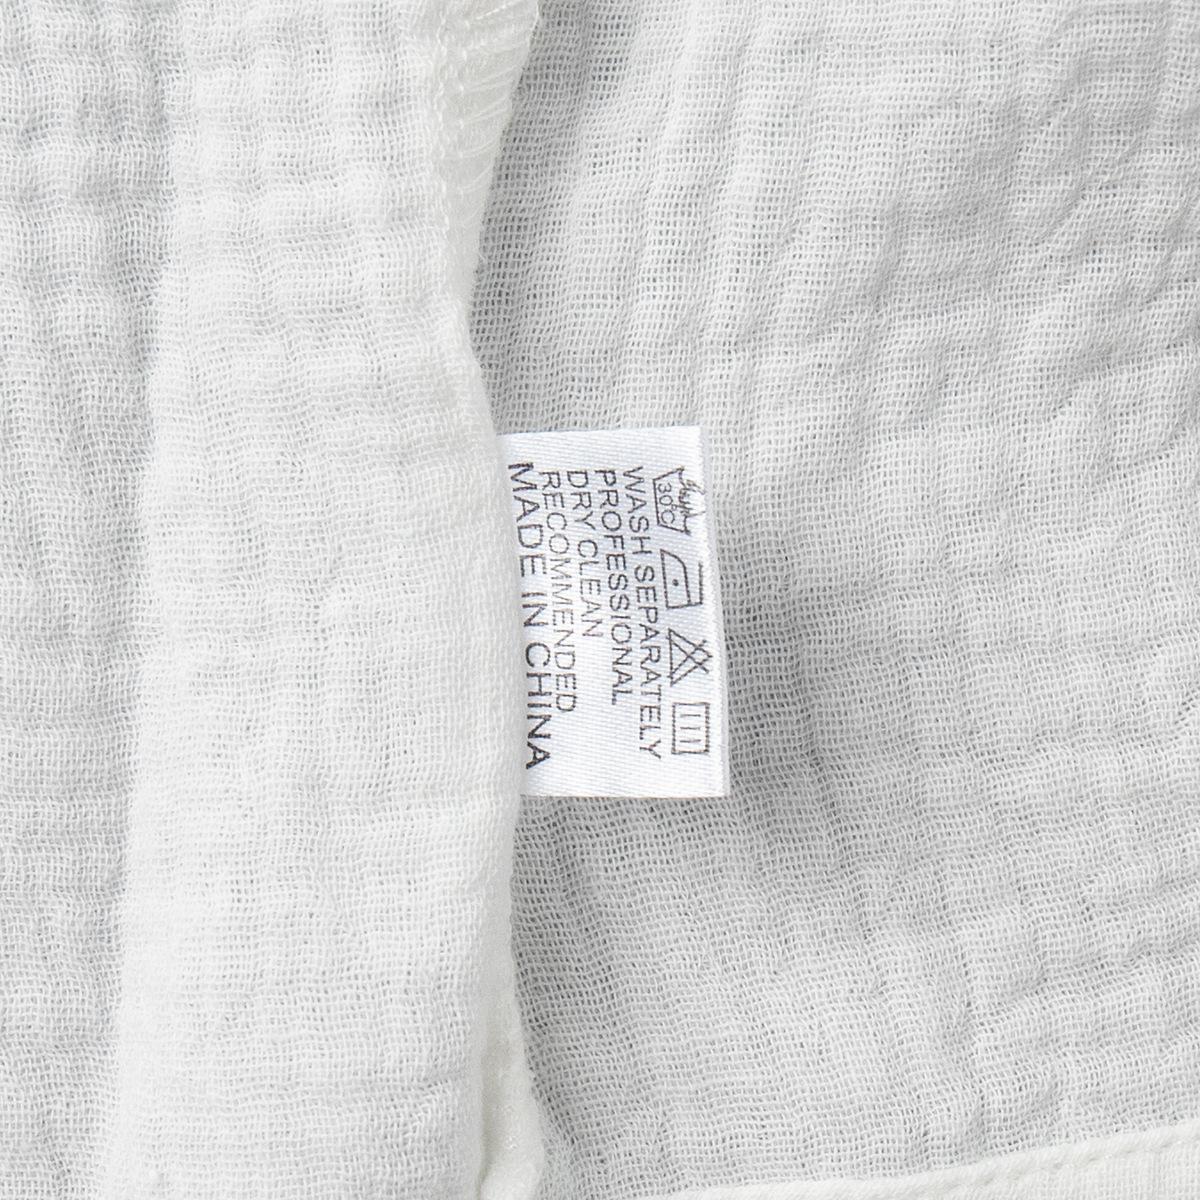 30℃
WASH SEPARATELY
PROFESSIONAL
DRY CLEAN
RECOMMENDED
MADE IN CHINA